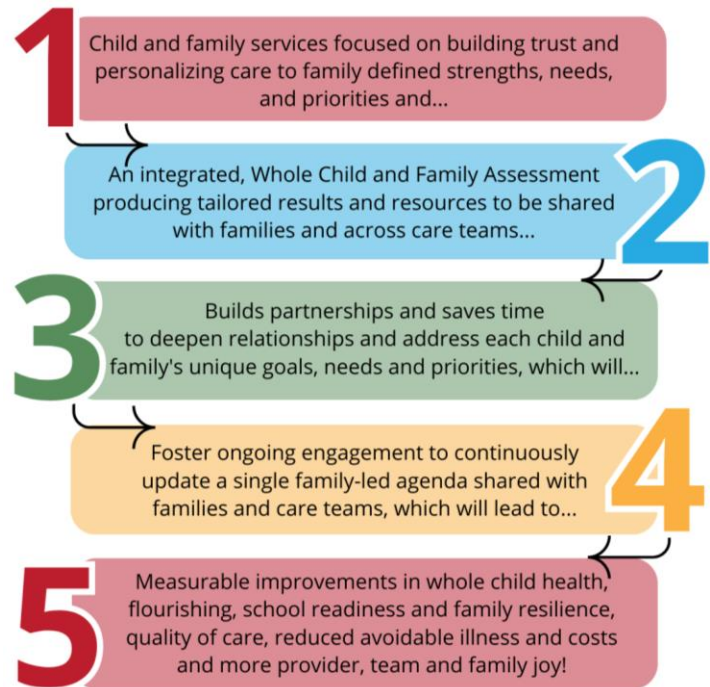 1
Child and family services focused on building trust and
personalizing care to family defined strengths, needs,
and priorities and...
2
An integrated, Whole Child and Family Assessment
producing tailored results and resources to be shared
with families and across care teams...
3
Builds partnerships and saves time
to deepen relationships and address each child and
family's unique goals, needs and priorities, which will...
4
Foster ongoing engagement to continuously
update a single family-led agenda shared with
families and care teams, which will lead to...
5
Measurable improvements in whole child health,
flourishing, school readiness and family resilience,
quality of care, reduced avoidable illness and costs
and more provider, team and family joy!